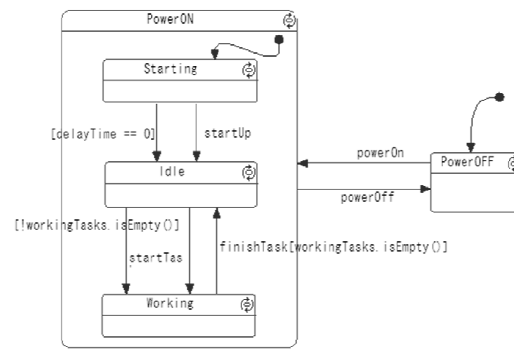 PowerON
Starting
[delayTime == 0]
startUp
powerOn
PowerOFF
Idle
powerOff
[!workingTasks.isEmpty()]
finishTask[workingTasks.isEmpty()]
startTas
Working